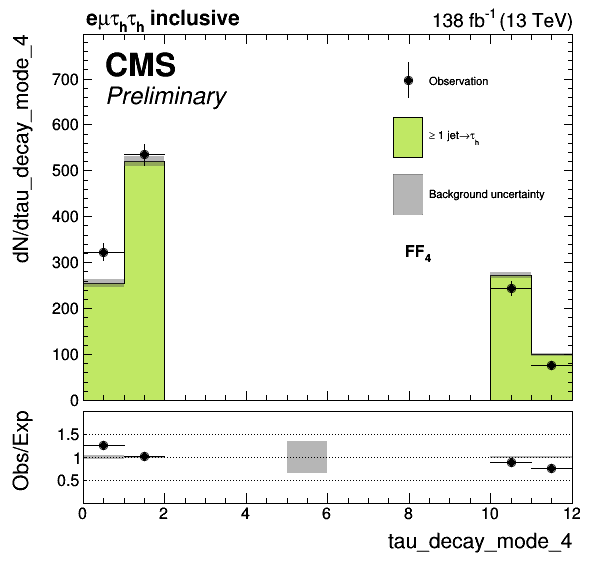 eμτhτh inclusive
138 fb⁻¹ (13 TeV)
CMS
Preliminary
Observation
≥ 1 jet→τh
Background uncertainty
FF4
dN/dtau_decay_mode_4
700
600
500
400
300
200
100
0
Obs/Exp
1.5
1
0.5
0 2 4 6 8 10 12
tau_decay_mode_4